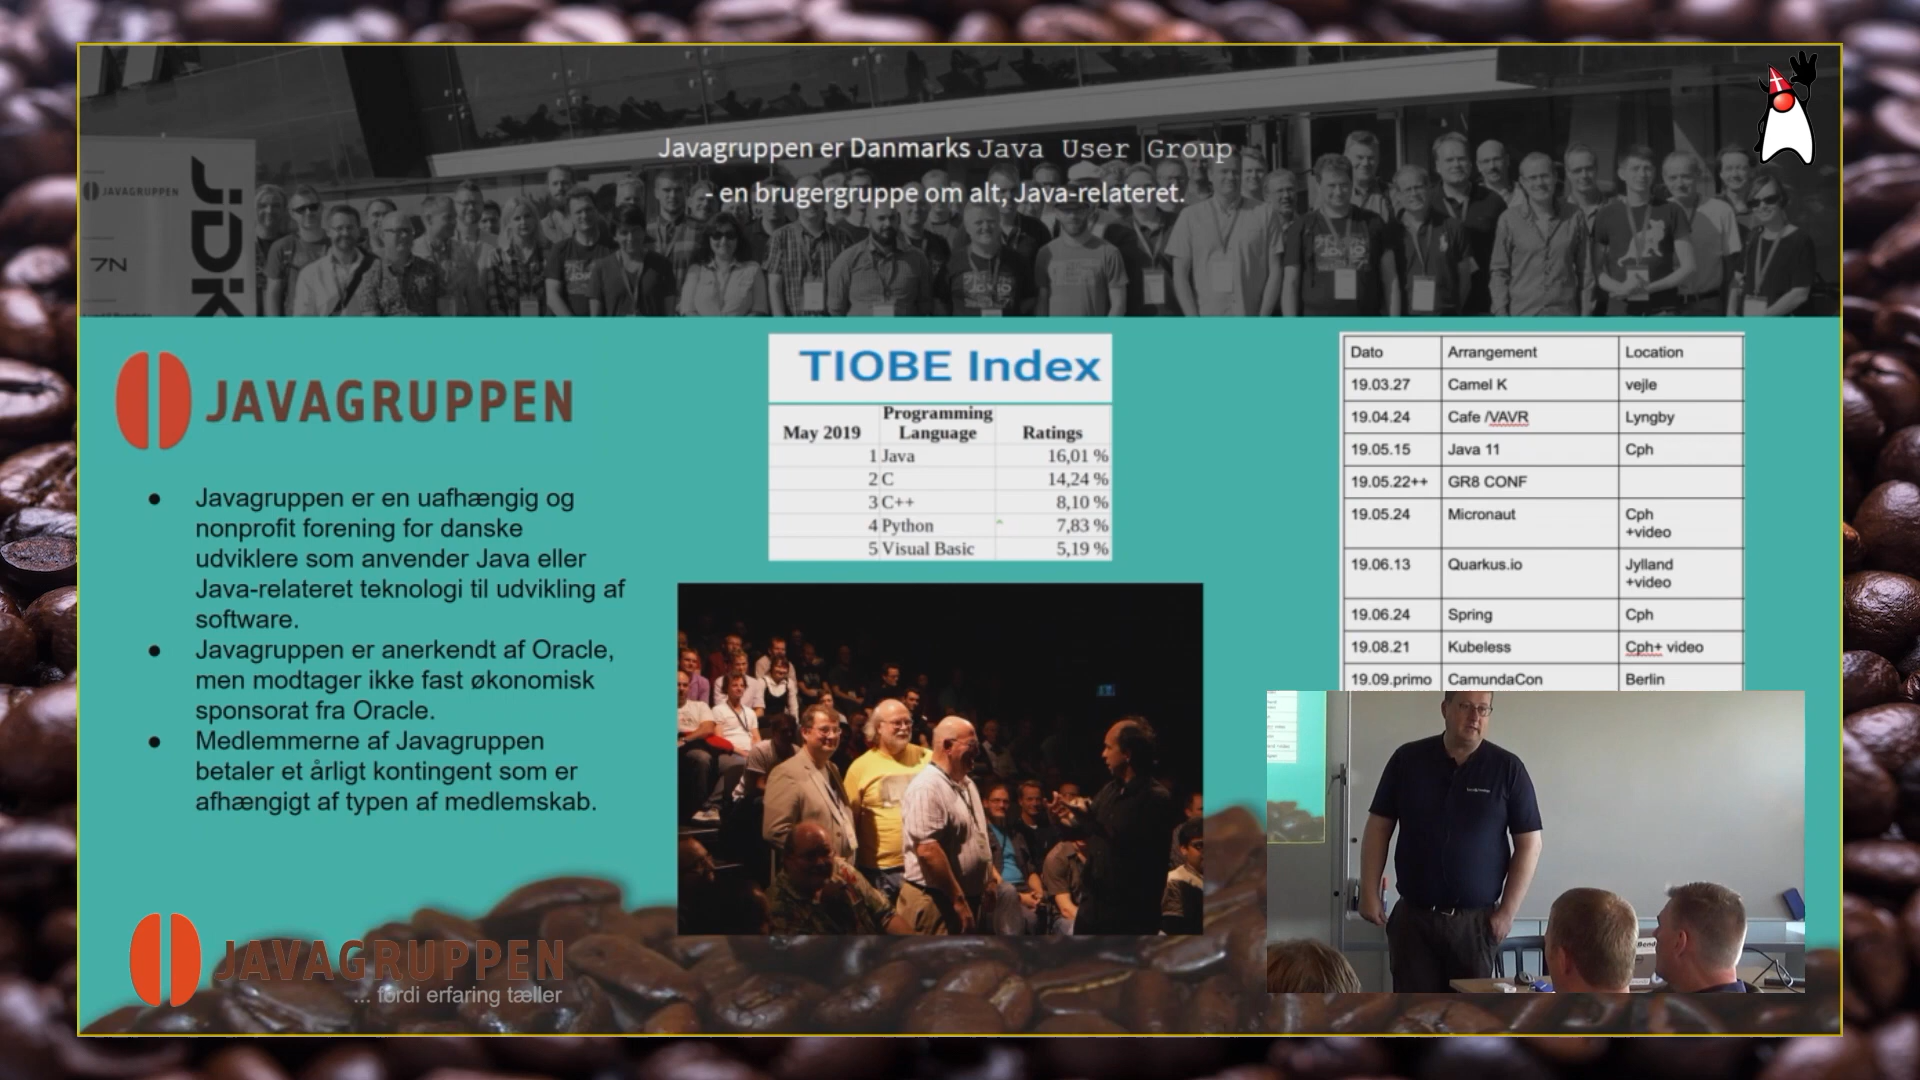 Javagruppen er Danmarks Java User Group
- en brugergruppe om alt, Java-relateret.
JAVAGRUPPEN
7N
JDK
JAVAGRUPPEN
• Javagruppen er en uafhængig og
nonprofit forening for danske
udviklere som anvender Java eller
Java-relateret teknologi til udvikling af
software.
• Javagruppen er anerkendt af Oracle,
men modtager ikke fast økonomisk
sponsorat fra Oracle.
• Medlemmerne af Javagruppen
betaler et årligt kontingent som er
afhængigt af typen af medlemskab.
TIOBE Index
May 2019 Programming Language Ratings
1 Java 16,01 %
2 C 14,24 %
3 C++ 8,10 %
4 Python 7,83 %
5 Visual Basic 5,19 %
Dato Arrangement Location
19.03.27 Camel K vejle
19.04.24 Cafe /VAVR Lyngby
19.05.15 Java 11 Cph
19.05.22++ GR8 CONF
19.05.24 Micronaut Cph
+video
19.06.13 Quarkus.io Jylland
+video
19.06.24 Spring Cph
19.08.21 Kubeless Cph+ video
19.09.primo CamundaCon Berlin
JAVAGRUPPEN
... fordi erfaring tæller